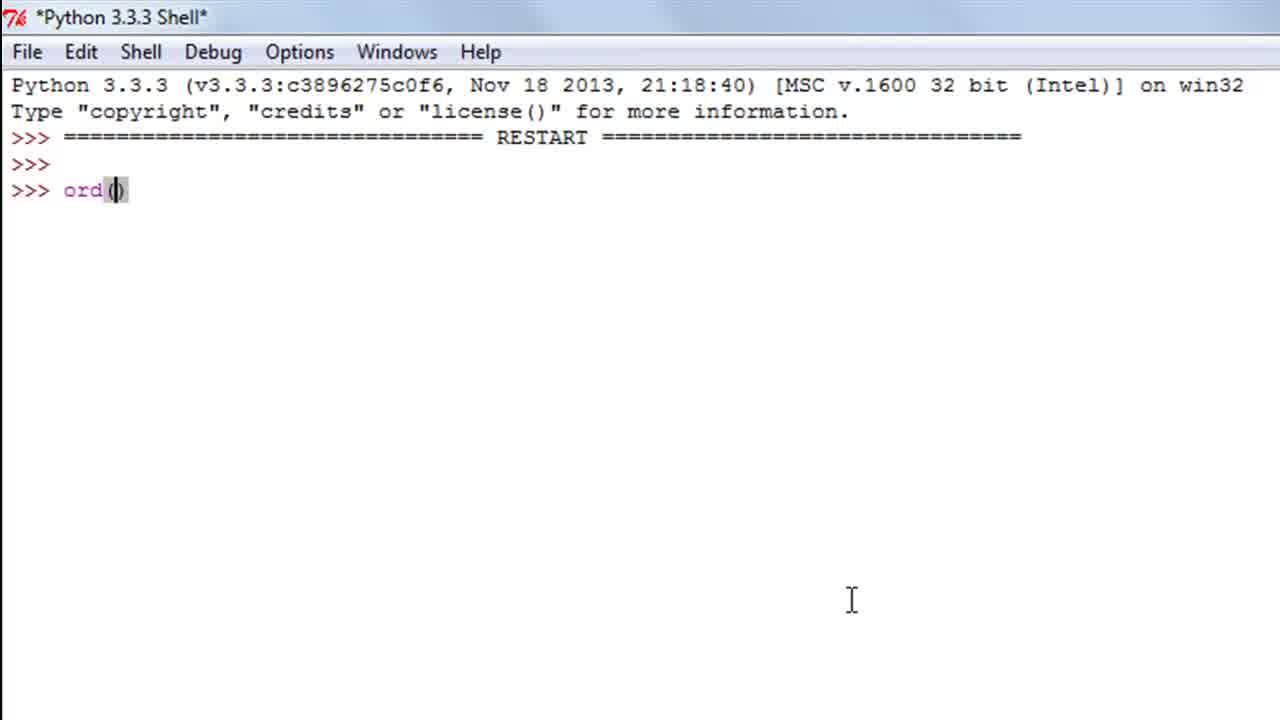 *Python 3.3.3 Shell*
File Edit Shell Debug Options Windows Help
Python 3.3.3 (v3.3.3:c3896275c0f6, Nov 18 2013, 21:18:40) [MSC v.1600 32 bit (Intel)] on win32
Type "copyright", "credits" or "license()" for more information.
>>> ================================ RESTART ================================
>>>
>>> ord()